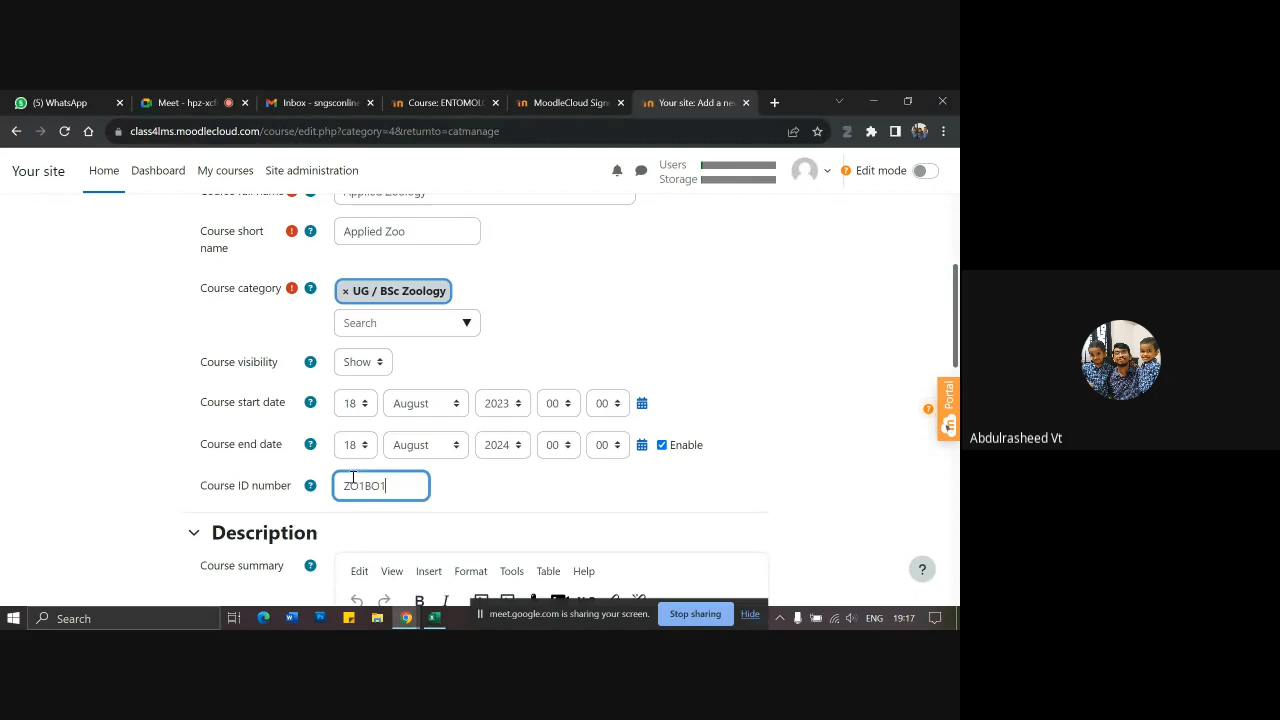 (5) WhatsApp
Meet - hpz-xcf
Inbox - sngsconline
Course: ENTOMOL
MoodleCloud Sign
Your site: Add a ne
class4lms.moodlecloud.com/course/edit.php?category=4&returnto=catmanage
Your site
Home
Dashboard
My courses
Site administration
Users
Storage
Edit mode
Applied Zoology
Course short name
Applied Zoo
Course category
× UG / BSc Zoology
Search
Course visibility
Show
Course start date
18
August
2023
00
00
Course end date
18
August
2024
00
00
Enable
Course ID number
ZO1BO1
Portal
Abdulrasheed Vt
Description
Course summary
Edit
View
Insert
Format
Tools
Table
Help
B
I
meet.google.com is sharing your screen.
Stop sharing
Hide
Search
ENG
19:17